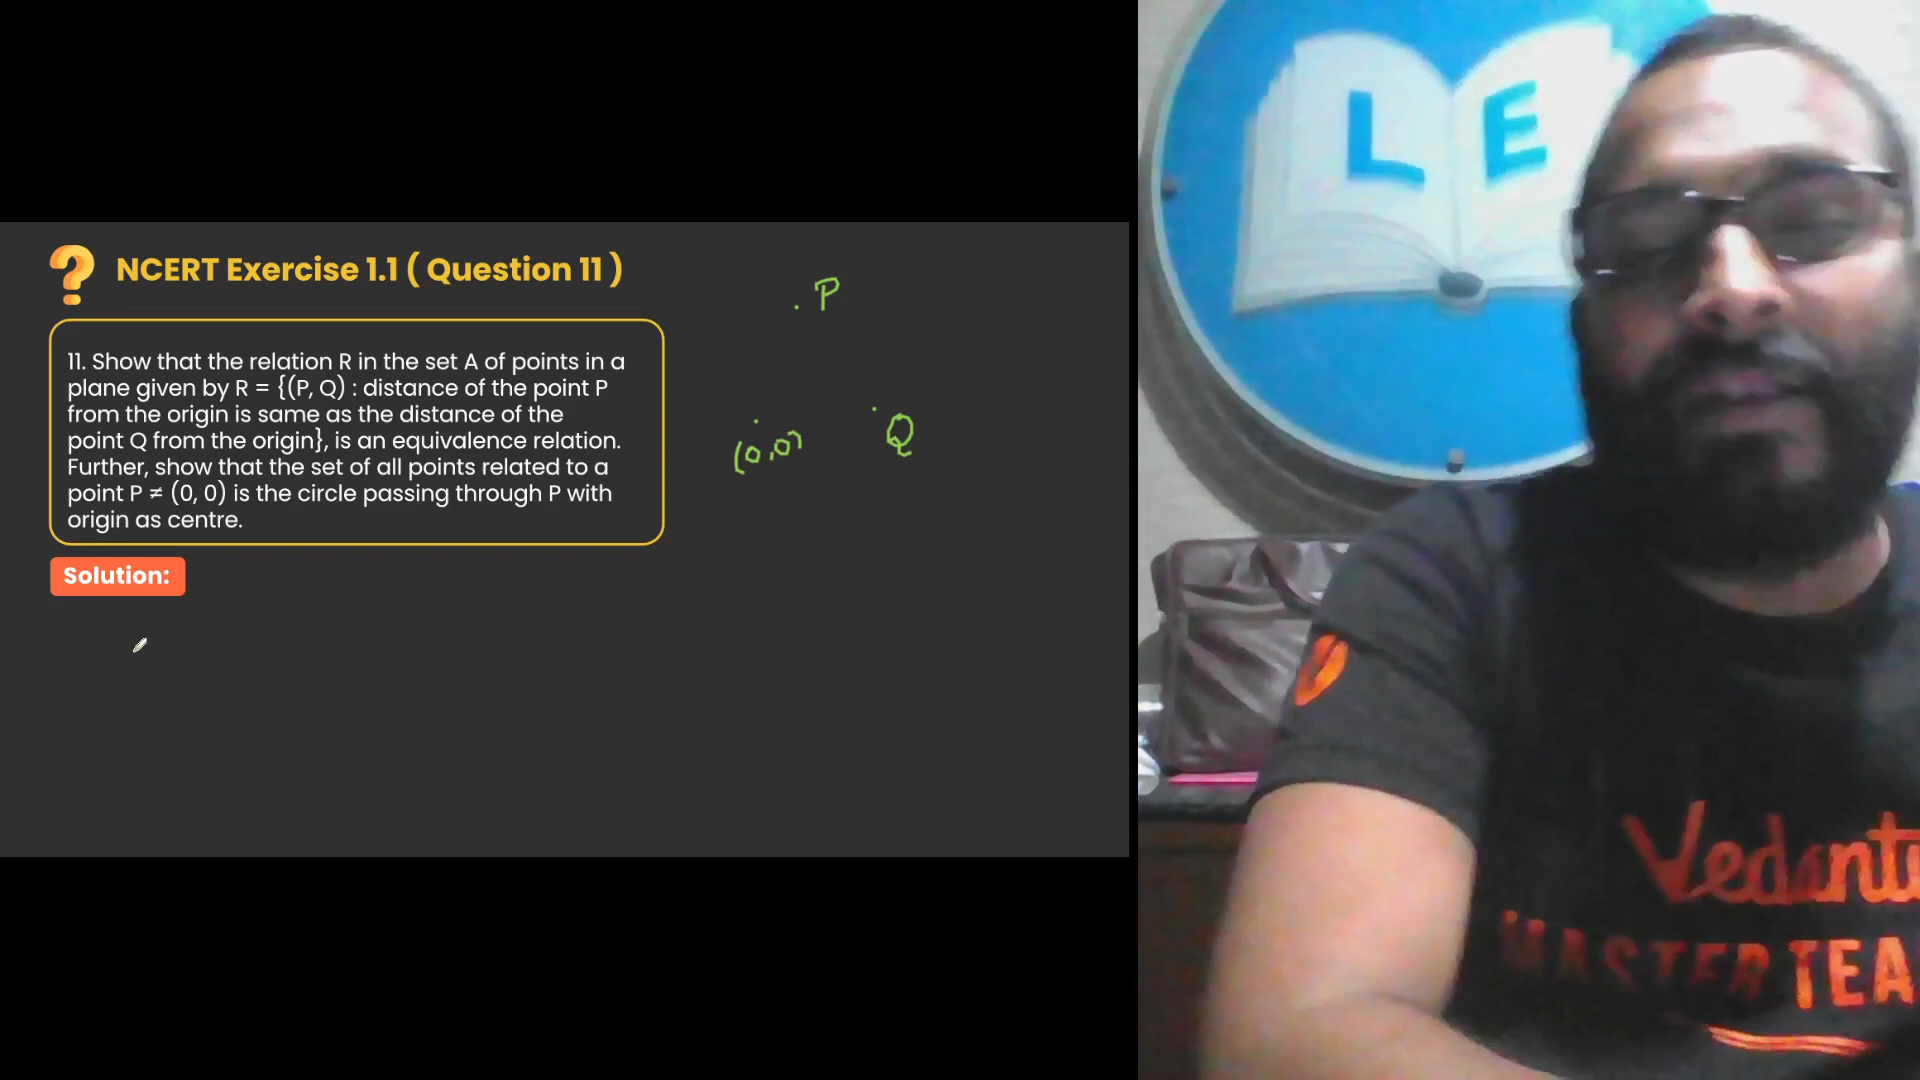 NCERT Exercise 1.1 ( Question 11 )
11. Show that the relation R in the set A of points in a
plane given by R = {(P, Q) : distance of the point P
from the origin is same as the distance of the
point Q from the origin}, is an equivalence relation.
Further, show that the set of all points related to a
point P ≠ (0, 0) is the circle passing through P with
origin as centre.
Solution:
. P
(0,0)
Q
L E
Vedantu
MASTER TEA